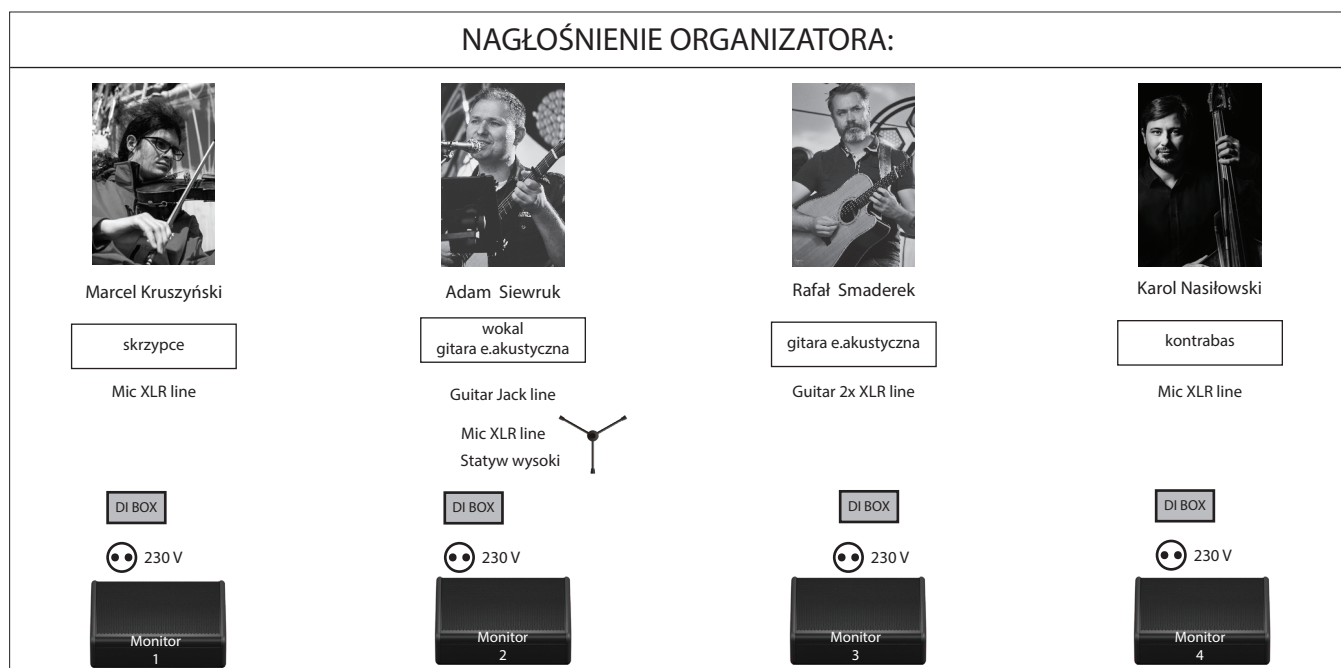 NAGŁOŚNIENIE ORGANIZATORA:
Marcel Kruszyński
skrzypce
Mic XLR line
DI BOX
230 V
Monitor
1
Adam Siewruk
wokal
gitara e.akustyczna
Guitar Jack line
Mic XLR line
Statyw wysoki
DI BOX
230 V
Monitor
2
Rafał Smaderek
gitara e.akustyczna
Guitar 2x XLR line
DI BOX
230 V
Monitor
3
Karol Nasiłowski
kontrabas
Mic XLR line
DI BOX
230 V
Monitor
4